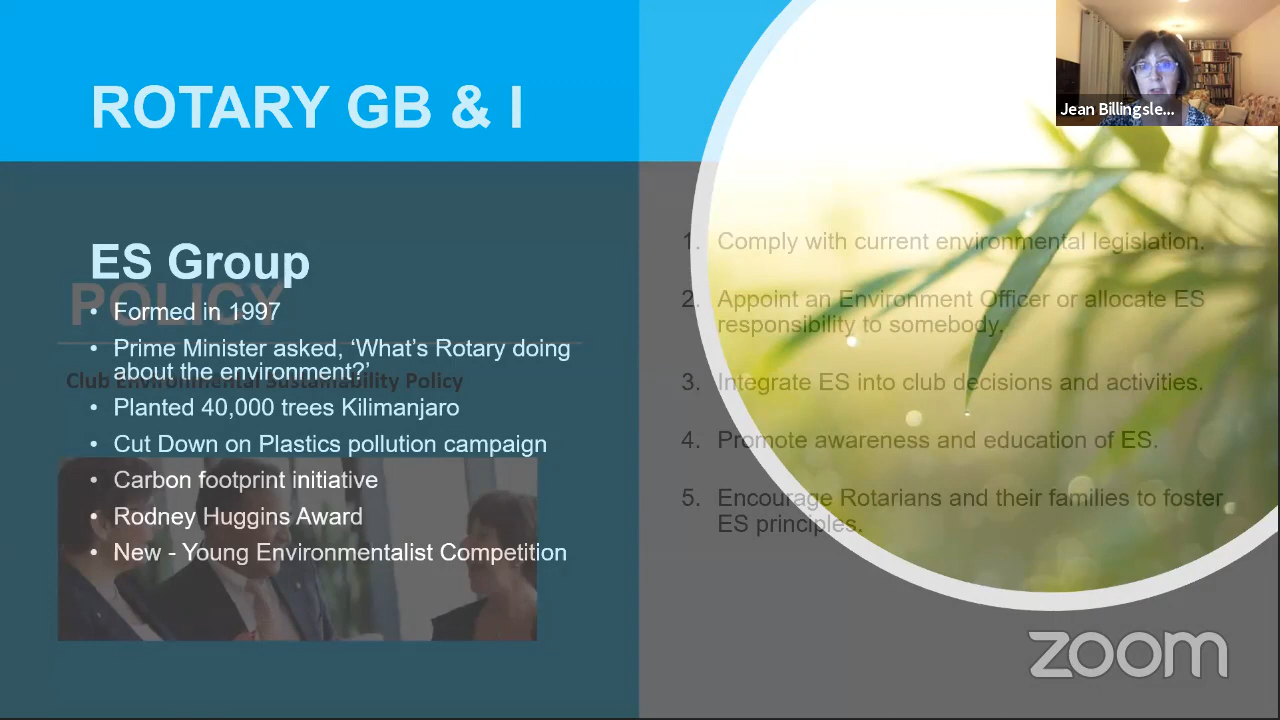 ROTARY GB & I
Jean Billingsle...
ES Group
• Formed in 1997
• Prime Minister asked, ‘What’s Rotary doing
about the environment?’
• Planted 40,000 trees Kilimanjaro
• Cut Down on Plastics pollution campaign
• Carbon footprint initiative
• Rodney Huggins Award
• New - Young Environmentalist Competition
POLICY
Club Environmental Sustainability Policy
1. Comply with current environmental legislation.
2. Appoint an Environment Officer or allocate ES
responsibility to somebody.
3. Integrate ES into club decisions and activities.
4. Promote awareness and education of ES.
5. Encourage Rotarians and their families to foster
ES principles.
zoom